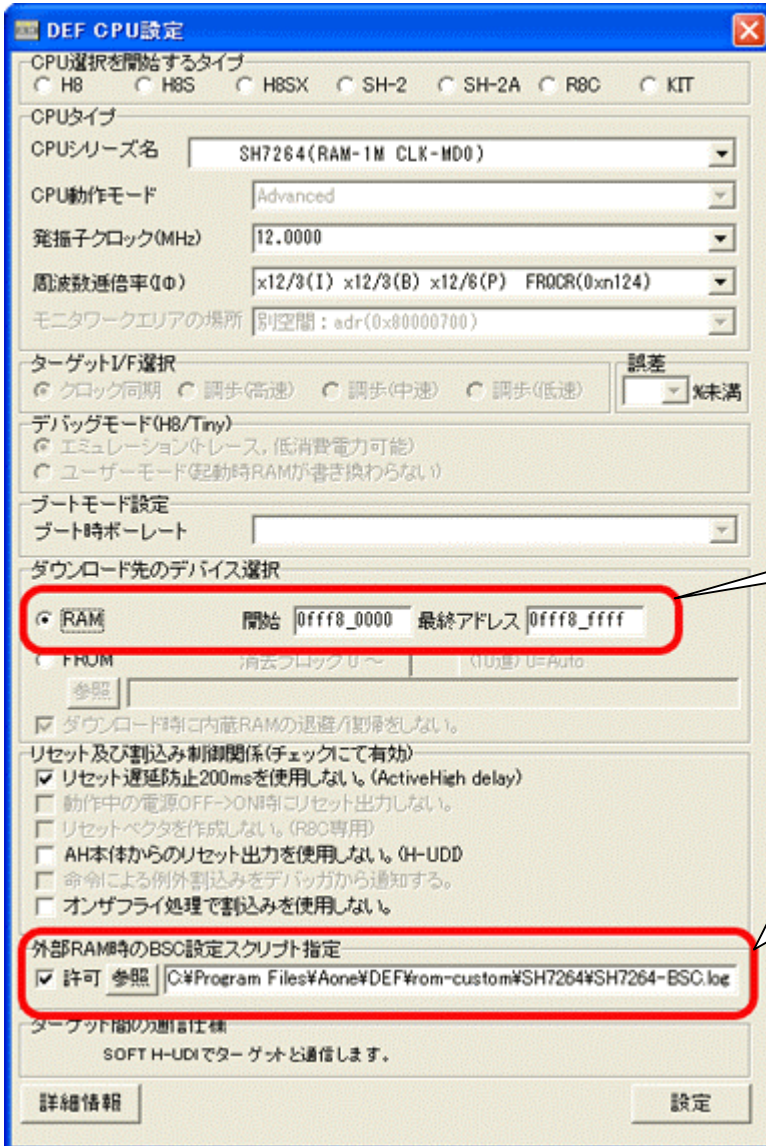 DEF CPU設定
CPU選択を開始するタイプ
H8 H8S H8SX SH-2 SH-2A R8C KIT
CPUタイプ
CPUシリーズ名 SH7264(RAM-1M CLK-MD0)
CPU動作モード Advanced
発振子クロック(MHz) 12.0000
周波数逓倍率(IΦ) x12/3(I) x12/3(B) x12/6(P) FRQCR(0xn124)
モニタワークエリアの場所 別空間：adr(0x80000700)
ターゲットI/F選択 誤差
クロック同期 調歩(高速) 調歩(中速) 調歩(低速) %未満
デバッグモード(H8/Tiny)
エミュレーション(トレース，低消費電力可能)
ユーザーモード(起動時RAMが書き換わらない)
ブートモード設定
ブート時ボーレート
ダウンロード先のデバイス選択
RAM 開始 0fff8_0000 最終アドレス 0fff8_ffff
FROM 消去ブロック 0 ～ (10進) 0=Auto
参照
ダウンロード時に内蔵RAMの退避/復帰をしない。
リセット及び割込み制御関係(チェックにて有効)
リセット遅延防止200msを使用しない。(ActiveHigh delay)
動作中の電源OFF->ON時にリセット出力しない。
リセットベクタを作成しない。(R8C専用)
AH本体からのリセット出力を使用しない。(H-UDI)
命令による例外割込みをデバッガから通知する。
オンザフライ処理で割込みを使用しない。
外部RAM時のBSC設定スクリプト指定
許可 参照 C:¥Program Files¥Aone¥DEF¥rom-custom¥SH7264¥SH7264-BSC.log
ターゲット間の通信仕様
SOFT H-UDIでターゲットと通信します。
詳細情報 設定